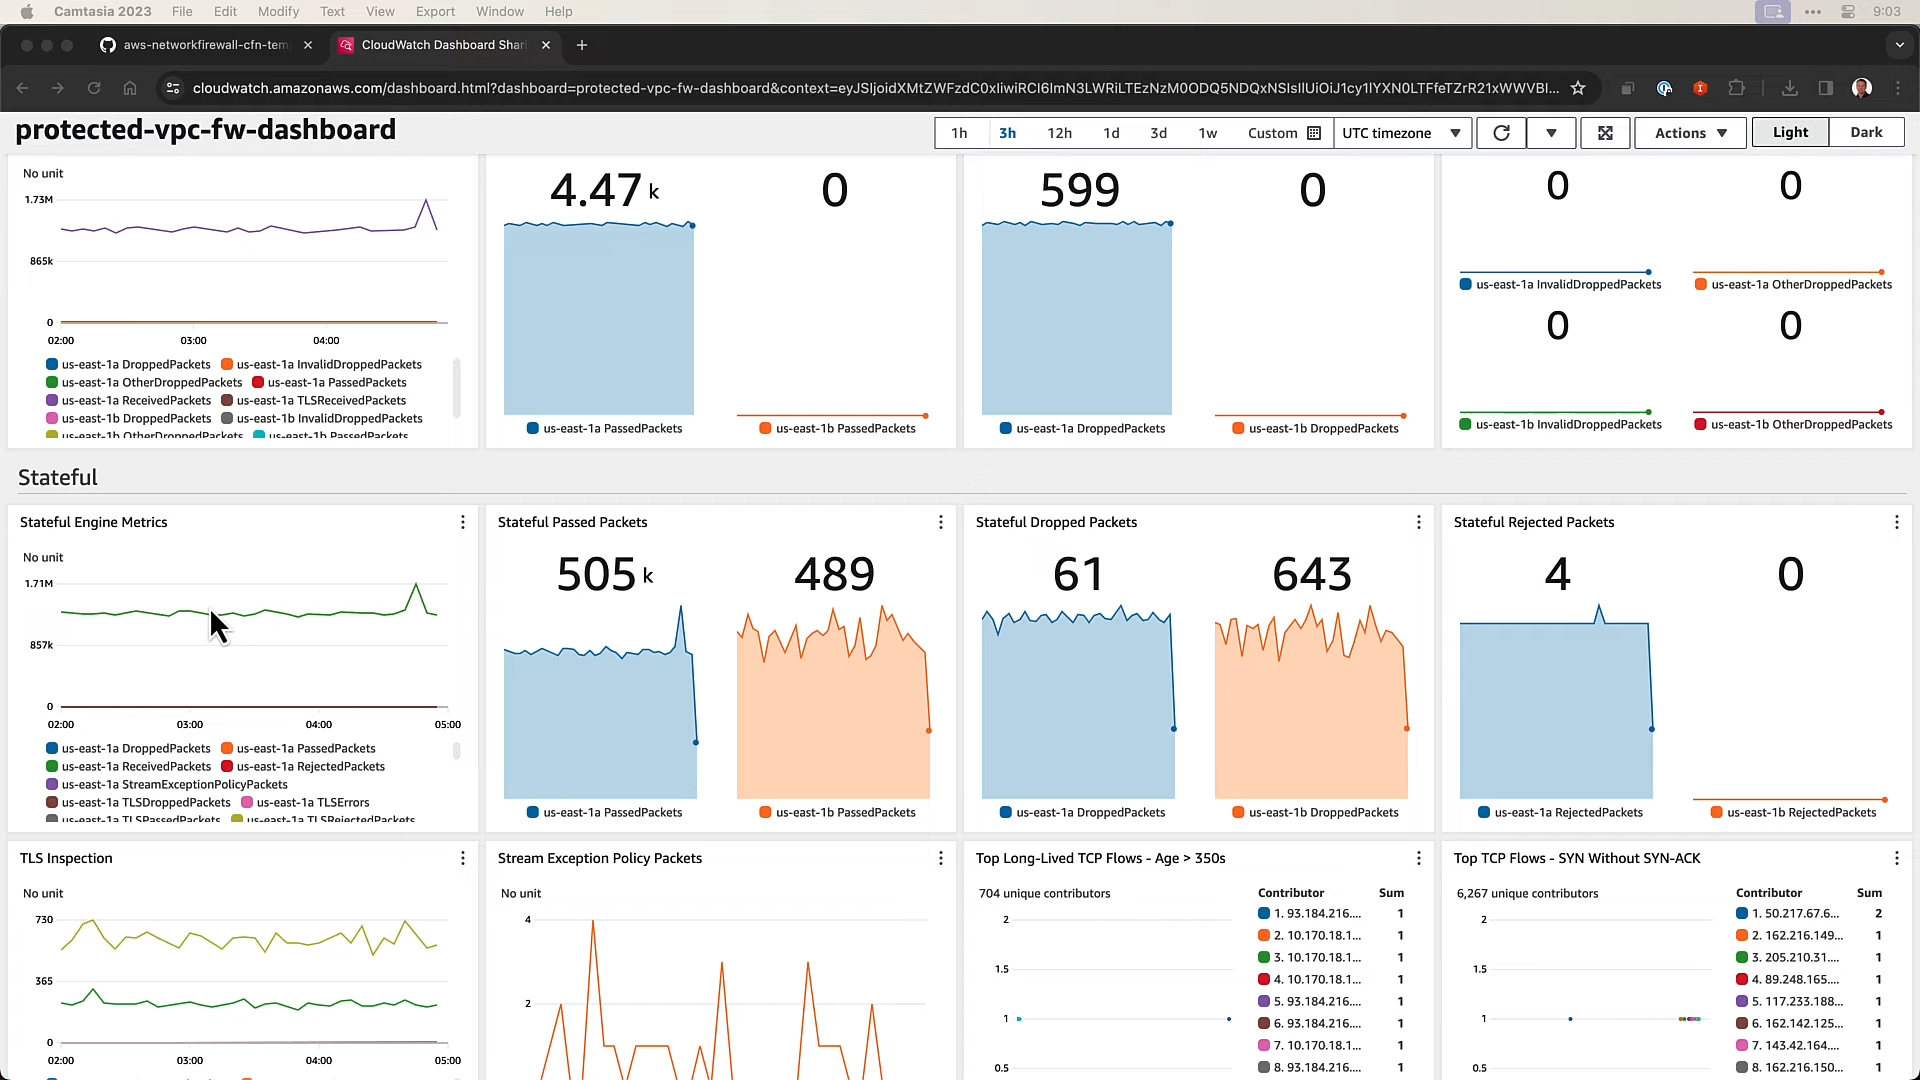 Camtasia 2023 File Edit Modify Text View Export Window Help 9:03
aws-networkfirewall-cfn-tem CloudWatch Dashboard Shari
protected-vpc-fw-dashboard
1h 3h 12h 1d 3d 1w Custom UTC timezone Actions Light Dark
No unit
1.73M
865k
0
02:00 03:00 04:00
us-east-1a DroppedPackets us-east-1a InvalidDroppedPackets
us-east-1a OtherDroppedPackets us-east-1a PassedPackets
us-east-1a ReceivedPackets us-east-1a TLSReceivedPackets
us-east-1b DroppedPackets us-east-1b InvalidDroppedPackets
us-east-1b OtherDroppedPackets us-east-1b PassedPackets
4.47 k 0
us-east-1a PassedPackets us-east-1b PassedPackets
599 0
us-east-1a DroppedPackets us-east-1b DroppedPackets
0 0
us-east-1a InvalidDroppedPackets us-east-1a OtherDroppedPackets
0 0
us-east-1b InvalidDroppedPackets us-east-1b OtherDroppedPackets
Stateful
Stateful Engine Metrics
No unit
1.71M
857k
0
02:00 03:00 04:00 05:00
us-east-1a DroppedPackets us-east-1a PassedPackets
us-east-1a ReceivedPackets us-east-1a RejectedPackets
us-east-1a StreamExceptionPolicyPackets
us-east-1a TLSDroppedPackets us-east-1a TLSErrors
us-east-1a TLSPassedPackets us-east-1a TLSRejectedPackets
Stateful Passed Packets
505 k 489
us-east-1a PassedPackets us-east-1b PassedPackets
Stateful Dropped Packets
61 643
us-east-1a DroppedPackets us-east-1b DroppedPackets
Stateful Rejected Packets
4 0
us-east-1a RejectedPackets us-east-1b RejectedPackets
TLS Inspection
No unit
730
365
0
02:00 03:00 04:00 05:00
Stream Exception Policy Packets
No unit
4
2
Top Long-Lived TCP Flows - Age > 350s
704 unique contributors
2
1.5
1
0.5
Contributor Sum
1. 93.184.216.... 1
2. 10.170.18.1... 1
3. 10.170.18.1... 1
4. 10.170.18.1... 1
5. 93.184.216.... 1
6. 93.184.216.... 1
7. 10.170.18.1... 1
8. 93.184.216.... 1
Top TCP Flows - SYN Without SYN-ACK
6,267 unique contributors
2
1.5
1
0.5
Contributor Sum
1. 50.217.67.6... 2
2. 162.216.149... 1
3. 205.210.31.... 1
4. 89.248.165.... 1
5. 117.233.188... 1
6. 162.142.125... 1
7. 143.42.164.... 1
8. 162.216.150... 1